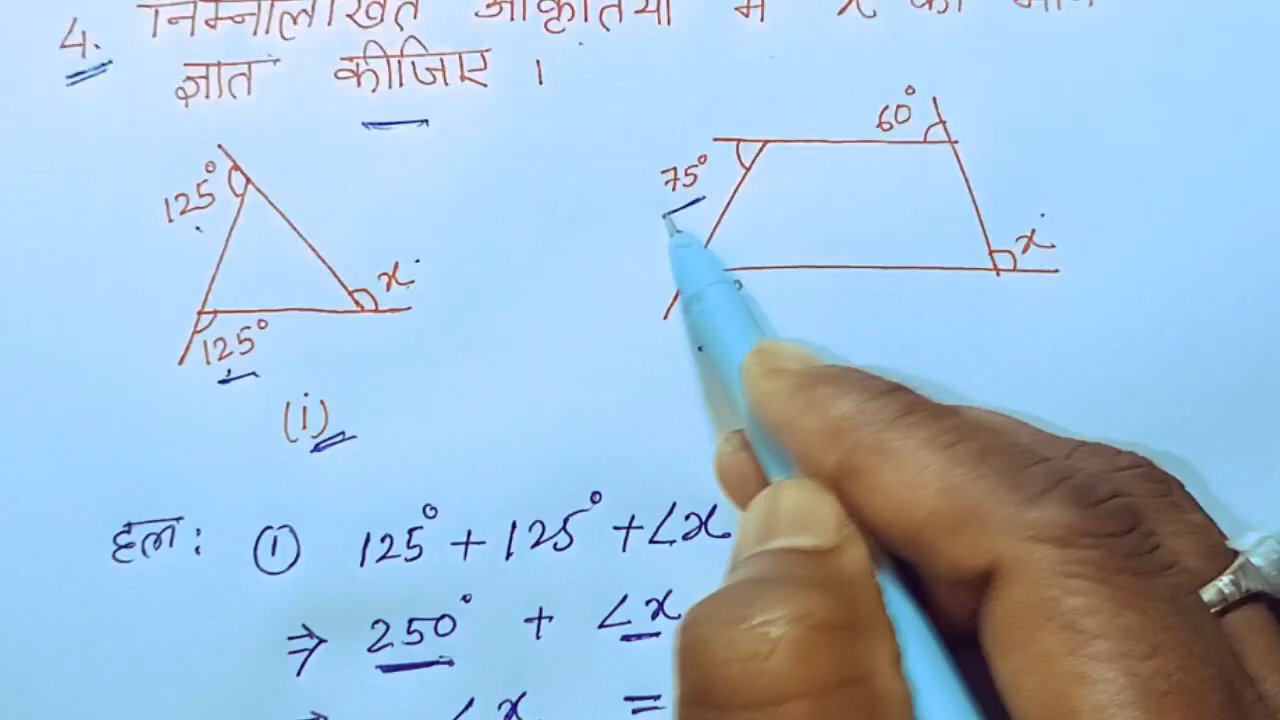 4. निम्नलिखित आकृतियों में x का मान
ज्ञात कीजिए ।
125° x
125°
(i)
75° 60° x
हल: ① 125° + 125° + ∠x
⇒ 250° + ∠x
⇒ ∠x =